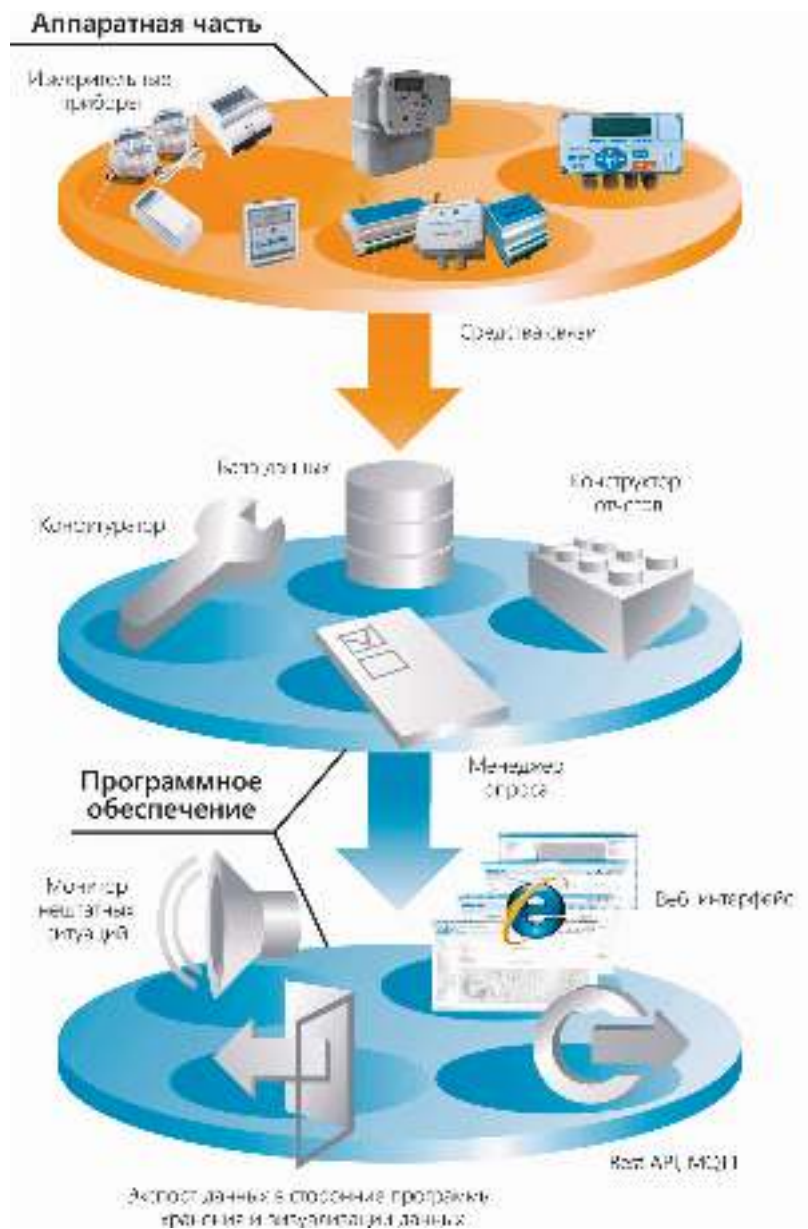 Аппаратная часть
Измерительные
приборы
Средства связи
База данных
Конструктор
отчетов
Конфигуратор
Менеджер
опроса
Программное
обеспечение
Монитор
нештатных
ситуаций
Веб-интерфейс
Rest API, MQTT
Экспорт данных в сторонние программы
хранения и визуализации данных